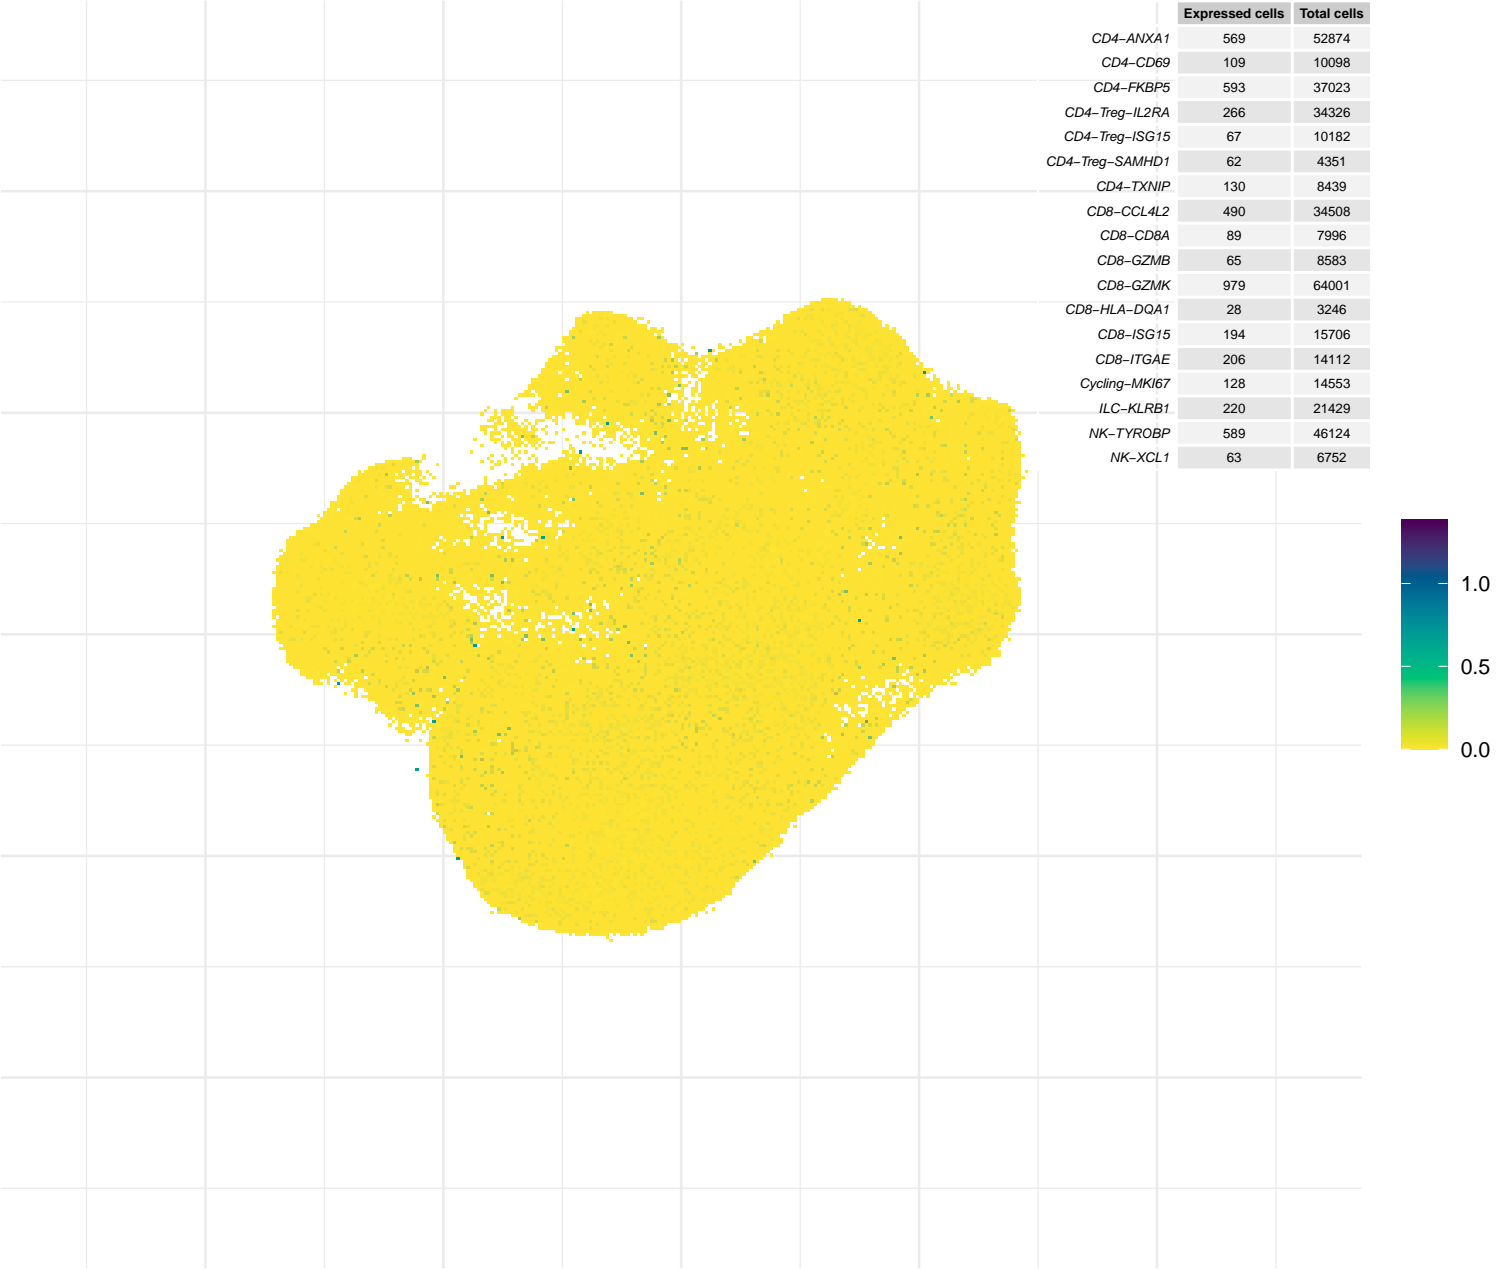 Expressed cells Total cells
CD4−ANXA1 569 52874
CD4−CD69 109 10098
CD4−FKBP5 593 37023
CD4−Treg−IL2RA 266 34326
CD4−Treg−ISG15 67 10182
CD4−Treg−SAMHD1 62 4351
CD4−TXNIP 130 8439
CD8−CCL4L2 490 34508
CD8−CD8A 89 7996
CD8−GZMB 65 8583
CD8−GZMK 979 64001
CD8−HLA−DQA1 28 3246
CD8−ISG15 194 15706
CD8−ITGAE 206 14112
Cycling−MKI67 128 14553
ILC−KLRB1 220 21429
NK−TYROBP 589 46124
NK−XCL1 63 6752
1.0
0.5
0.0